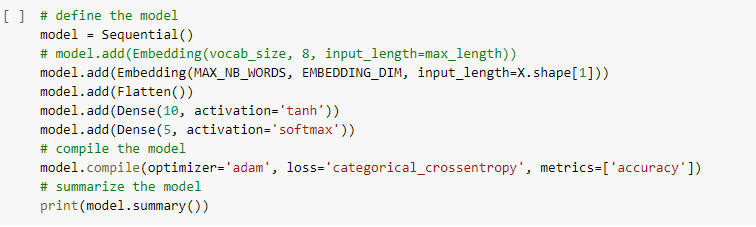 [ ] # define the model
model = Sequential()
# model.add(Embedding(vocab_size, 8, input_length=max_length))
model.add(Embedding(MAX_NB_WORDS, EMBEDDING_DIM, input_length=X.shape[1]))
model.add(Flatten())
model.add(Dense(10, activation='tanh'))
model.add(Dense(5, activation='softmax'))
# compile the model
model.compile(optimizer='adam', loss='categorical_crossentropy', metrics=['accuracy'])
# summarize the model
print(model.summary())